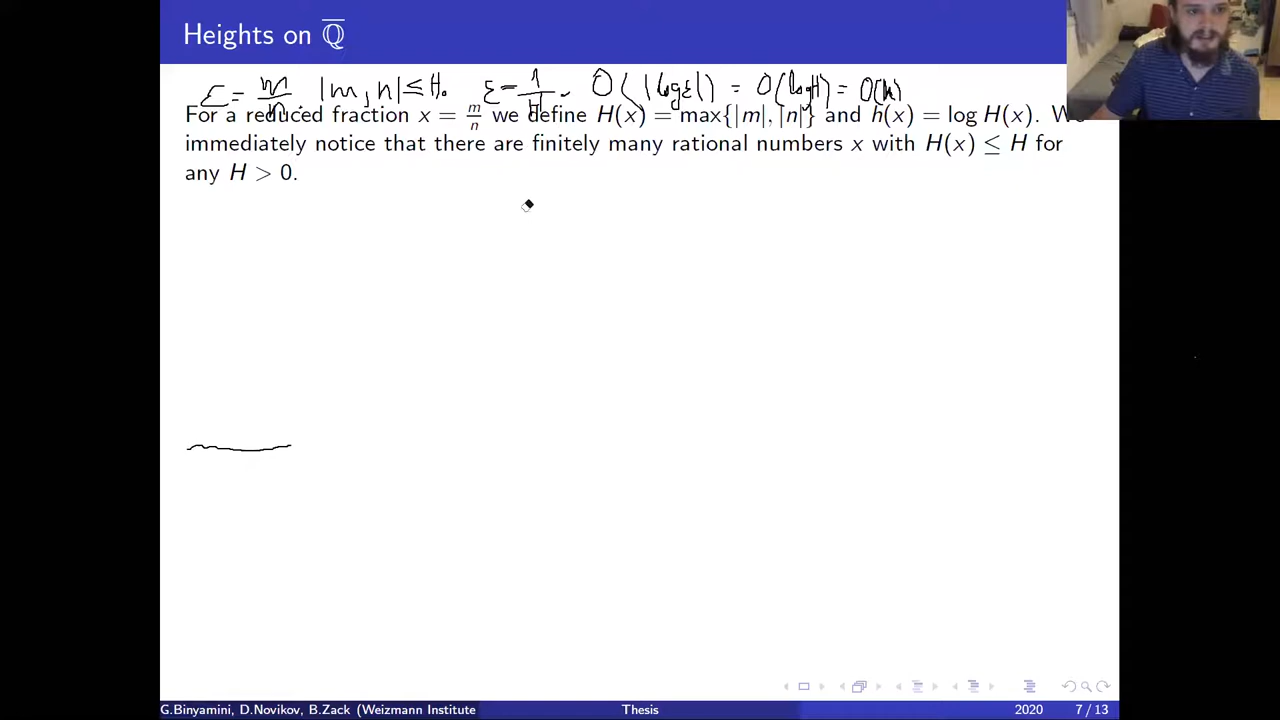 Heights on ℚ̅
ε = m/n |m, n| ≤ H. ε = 1/H O(|log ε|) = O(log H) = O(h)
For a reduced fraction x = m/n we define H(x) = max{|m|, |n|} and h(x) = log H(x). We
immediately notice that there are finitely many rational numbers x with H(x) ≤ H for
any H > 0.
G.Binyamini, D.Novikov, B.Zack (Weizmann Institute Thesis 2020 7 / 13